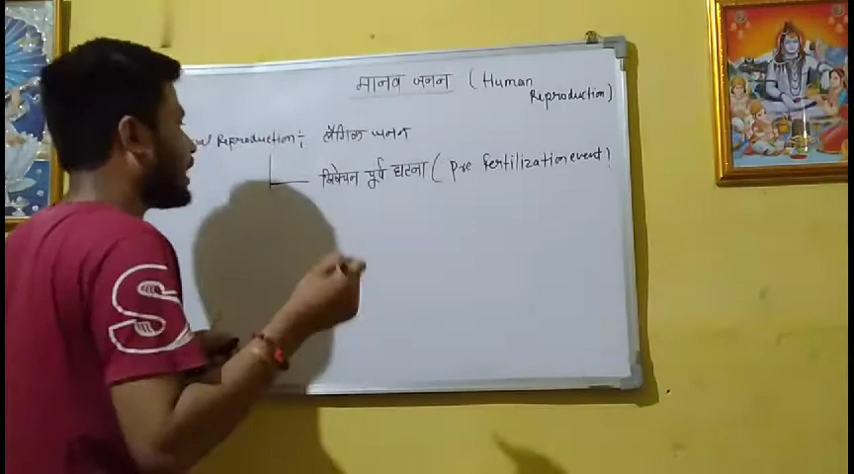 मानव जनन (Human
Reproduction)
Reproduction:- लैंगिक जनन
निषेचन पूर्व घटना ( Pre fertilization event)
S